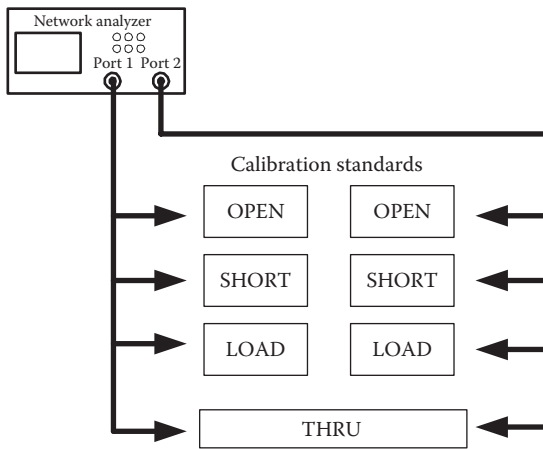 Network analyzer
Port 1 Port 2
Calibration standards
OPEN OPEN
SHORT SHORT
LOAD LOAD
THRU